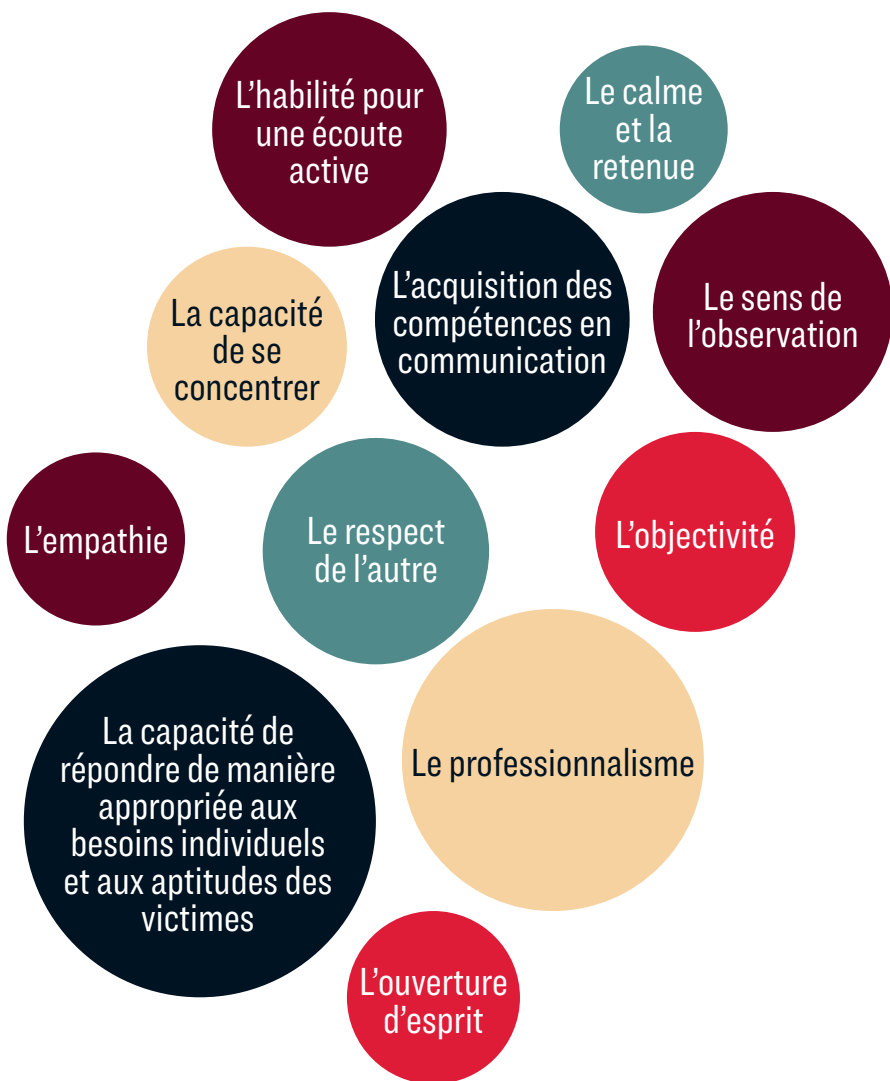 L’habilité pour
une écoute
active
Le calme
et la
retenue
La capacité
de se
concentrer
L’acquisition des
compétences en
communication
Le sens de
l’observation
L’empathie
Le respect
de l’autre
L’objectivité
La capacité de
répondre de manière
appropriée aux
besoins individuels
et aux aptitudes des
victimes
Le professionnalisme
L’ouverture
d’esprit